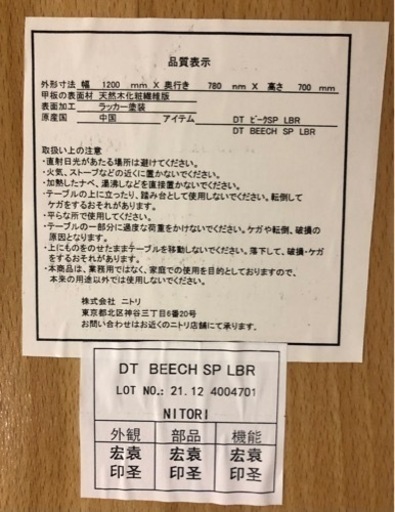 品質表示
外形寸法 幅 1200 mm X 奥行き 780 mm X 高さ 700 mm
甲板の表面材 天然木化粧繊維版
表面加工 ラッカー塗装
原産国 中国 アイテム DT ビークSP LBR
DT BEECH SP LBR
取扱い上の注意
・直射日光があたる場所は避けてください。
・火気、ストーブなどの近くに置かないでください。
・加熱したナベ、湯沸しなどを直接置かないでください。
・テーブルの上に立ったり、踏み台として使用しないでください。転倒して
ケガをするおそれがあります。
・平らな所で使用してください。
・テーブルの一部分に過度な荷重をかけないでください。ケガや転倒、破損の
原因となります。
・上にものをのせたままテーブルを移動しないでください。落下して、破損・ケガ
をするおそれがあります。
・本商品は、業務用ではなく、家庭での使用を目的としておりますので、
本来の用途以外では使用しないでください。
株式会社 ニトリ
東京都北区神谷三丁目6番20号
お問い合わせはお近くのニトリ店舗にて承ります。
DT BEECH SP LBR
LOT NO.: 21.12 4004701
NITORI
外観 部品 機能
宏袁 宏袁 宏袁
印圣 印圣 印圣